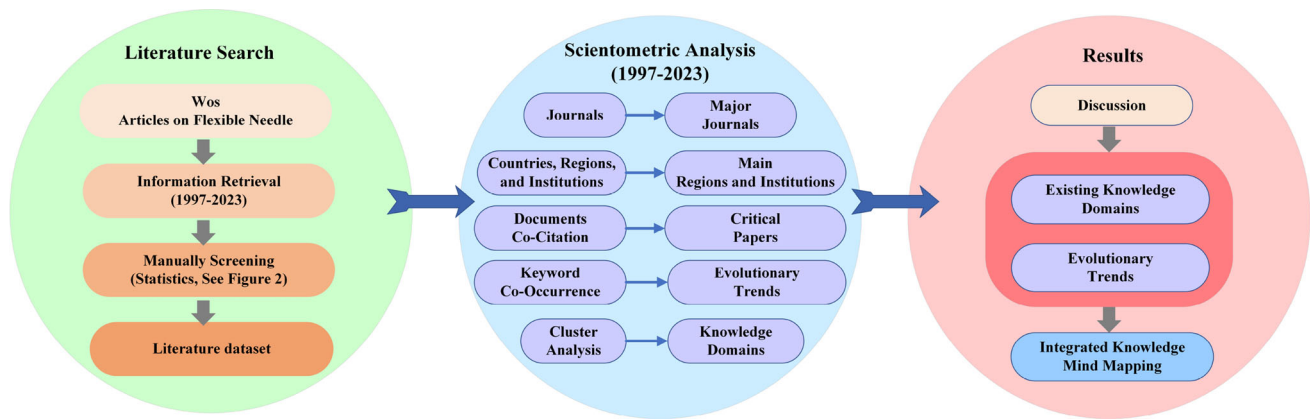 Literature Search
Wos
Articles on Flexible Needle
Information Retrieval
(1997-2023)
Manually Screening
(Statistics, See Figure 2)
Literature dataset
Scientometric Analysis
(1997-2023)
Journals
Major
Journals
Countries, Regions,
and Institutions
Main
Regions and Institutions
Documents
Co-Citation
Critical
Papers
Keyword
Co-Occurrence
Evolutionary
Trends
Cluster
Analysis
Knowledge
Domains
Results
Discussion
Existing Knowledge
Domains
Evolutionary
Trends
Integrated Knowledge
Mind Mapping